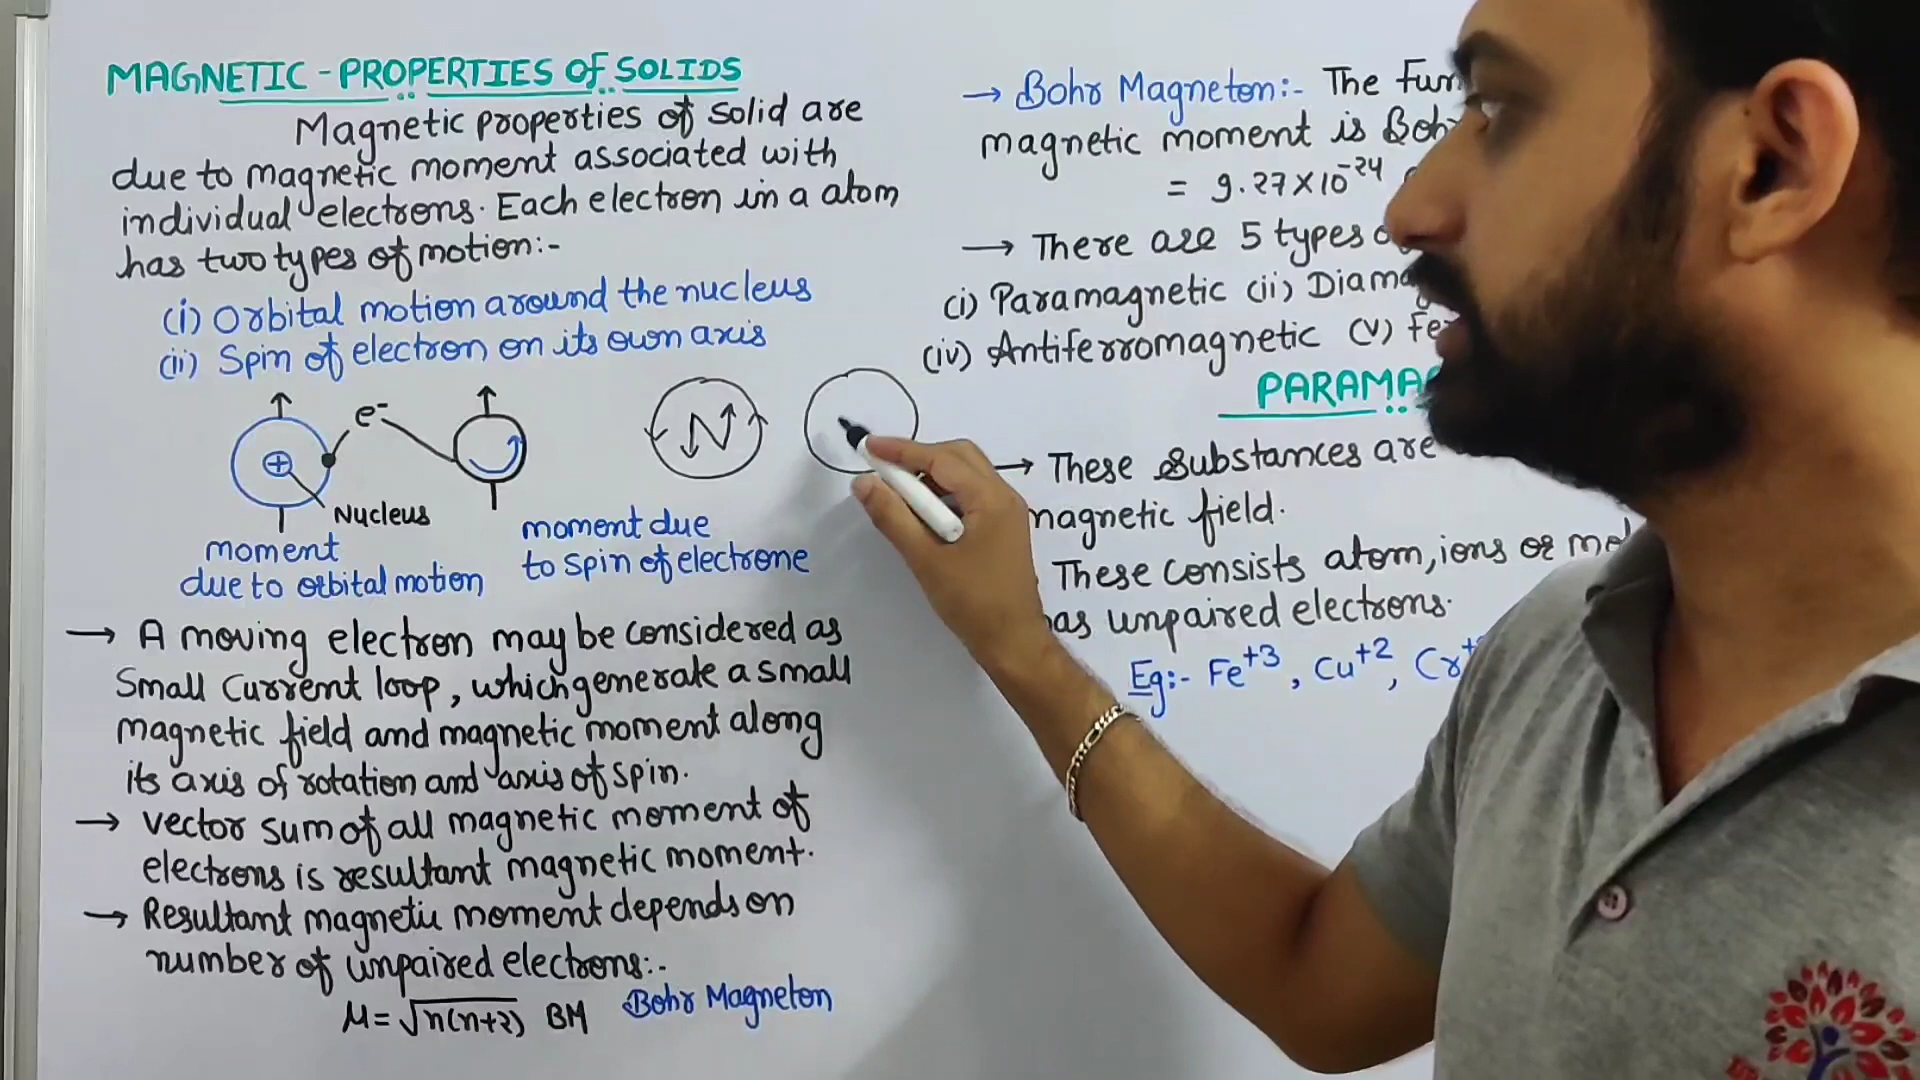 MAGNETIC - PROPERTIES Of SOLIDS
Magnetic properties of Solid are
due to magnetic moment associated with
individual electrons. Each electron in a atom
has two types of motion:-
(i) Orbital motion around the nucleus
(ii) Spin of electron on its own axis
e-
N
+
Nucleus
moment
due to orbital motion
moment due
to spin of electrone
→ A moving electron may be considered as
Small Current loop, which generate a small
magnetic field and magnetic moment along
its axis of rotation and axis of spin.
→ vector sum of all magnetic moment of
electrons is resultant magnetic moment.
→ Resultant magnetic moment depends on
number of unpaired electrons:-
μ = √n(n+2) BM Bohr Magneton
→ Bohr Magneton:- The
magnetic moment is
= 9.27×10⁻²⁴
→ There are 5 types
(i) Paramagnetic (ii)
(iv) Antiferromagnetic (v)
→ These Substances are
magnetic field.
These consists atom, ions or
has unpaired electrons.
Eg:- Fe⁺³, Cu⁺²,